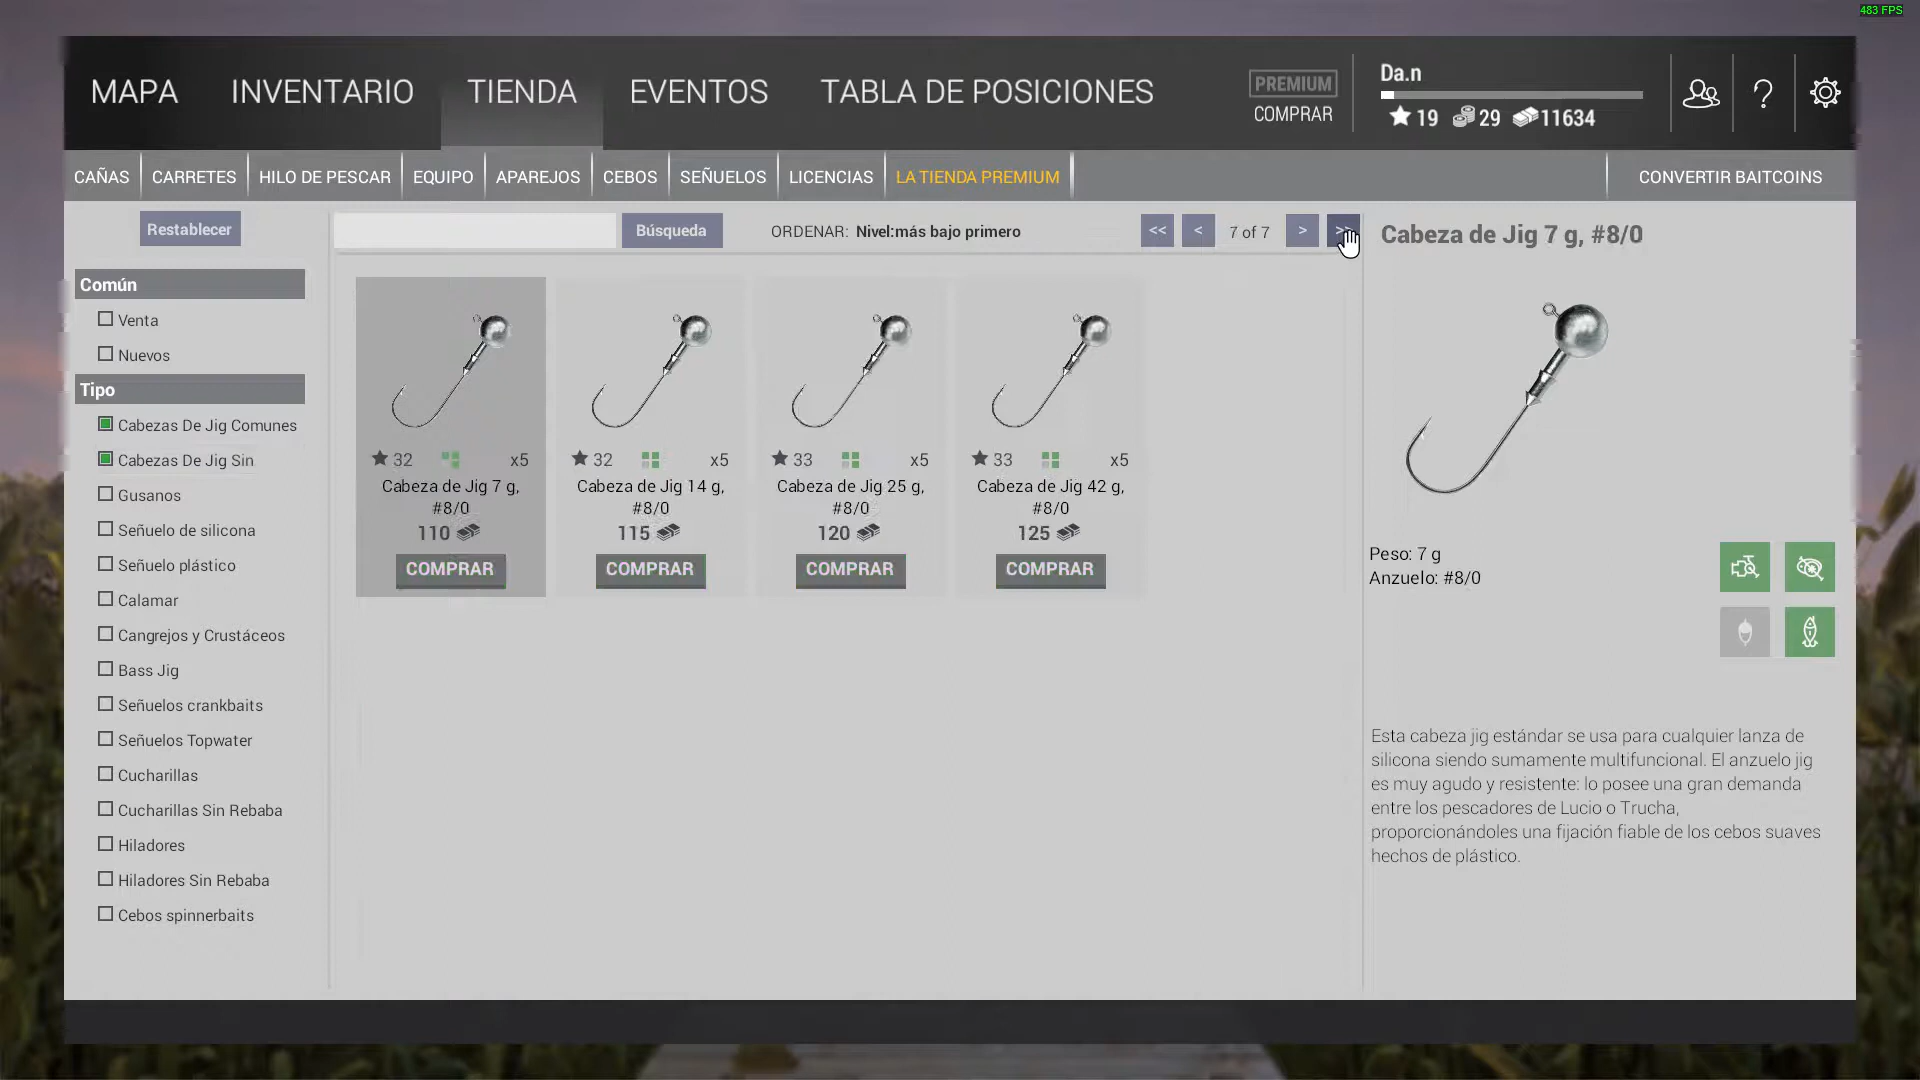 483 FPS
MAPA INVENTARIO TIENDA EVENTOS TABLA DE POSICIONES
PREMIUM
COMPRAR
Da.n
19 29 11634
CAÑAS CARRETES HILO DE PESCAR EQUIPO APAREJOS CEBOS SEÑUELOS LICENCIAS LA TIENDA PREMIUM CONVERTIR BAITCOINS
Restablecer
Búsqueda
ORDENAR: Nivel:más bajo primero
<< < 7 of 7 >
Común
Venta
Nuevos
Tipo
Cabezas De Jig Comunes
Cabezas De Jig Sin
Gusanos
Señuelo de silicona
Señuelo plástico
Calamar
Cangrejos y Crustáceos
Bass Jig
Señuelos crankbaits
Señuelos Topwater
Cucharillas
Cucharillas Sin Rebaba
Hiladores
Hiladores Sin Rebaba
Cebos spinnerbaits
32 x5
Cabeza de Jig 7 g,
#8/0
110
COMPRAR
32 x5
Cabeza de Jig 14 g,
#8/0
115
COMPRAR
33 x5
Cabeza de Jig 25 g,
#8/0
120
COMPRAR
33 x5
Cabeza de Jig 42 g,
#8/0
125
COMPRAR
Cabeza de Jig 7 g, #8/0
Peso: 7 g
Anzuelo: #8/0
Esta cabeza jig estándar se usa para cualquier lanza de
silicona siendo sumamente multifuncional. El anzuelo jig
es muy agudo y resistente: lo posee una gran demanda
entre los pescadores de Lucio o Trucha,
proporcionándoles una fijación fiable de los cebos suaves
hechos de plástico.